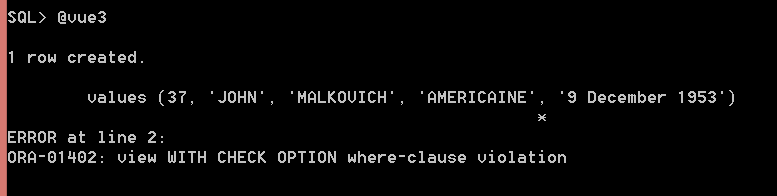 SQL> @vue3
1 row created.
values (37, 'JOHN', 'MALKOVICH', 'AMERICAINE', '9 December 1953')
*
ERROR at line 2:
ORA-01402: view WITH CHECK OPTION where-clause violation